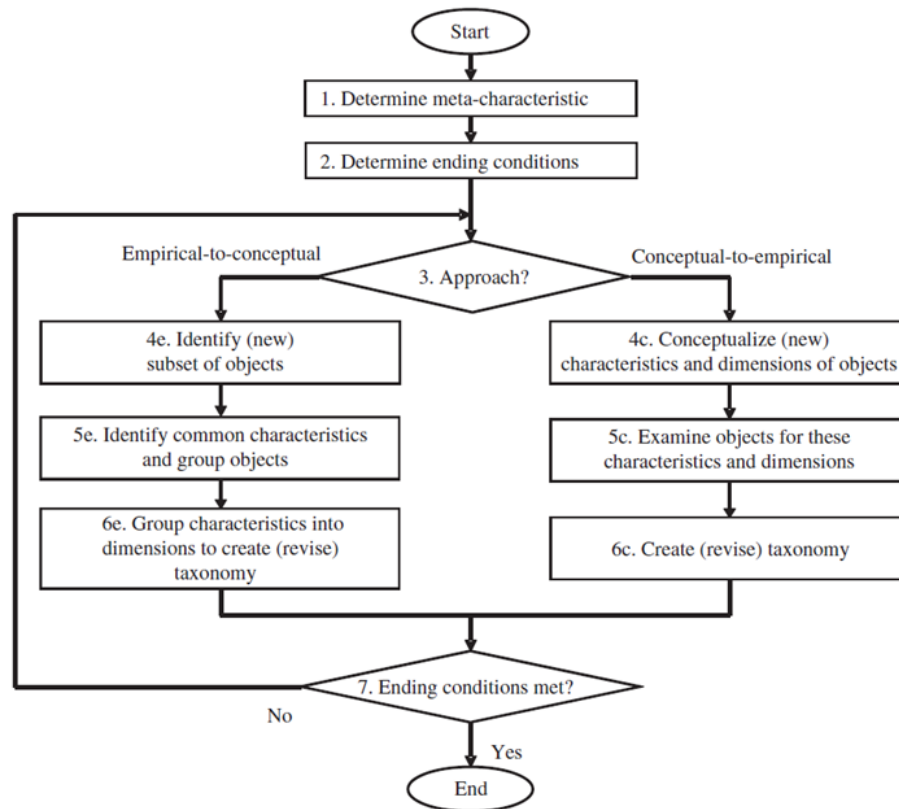 Start
1. Determine meta-characteristic
2. Determine ending conditions
Empirical-to-conceptual
Conceptual-to-empirical
3. Approach?
4e. Identify (new)
subset of objects
4c. Conceptualize (new)
characteristics and dimensions of objects
5e. Identify common characteristics
and group objects
5c. Examine objects for these
characteristics and dimensions
6e. Group characteristics into
dimensions to create (revise)
taxonomy
6c. Create (revise) taxonomy
7. Ending conditions met?
No
Yes
End